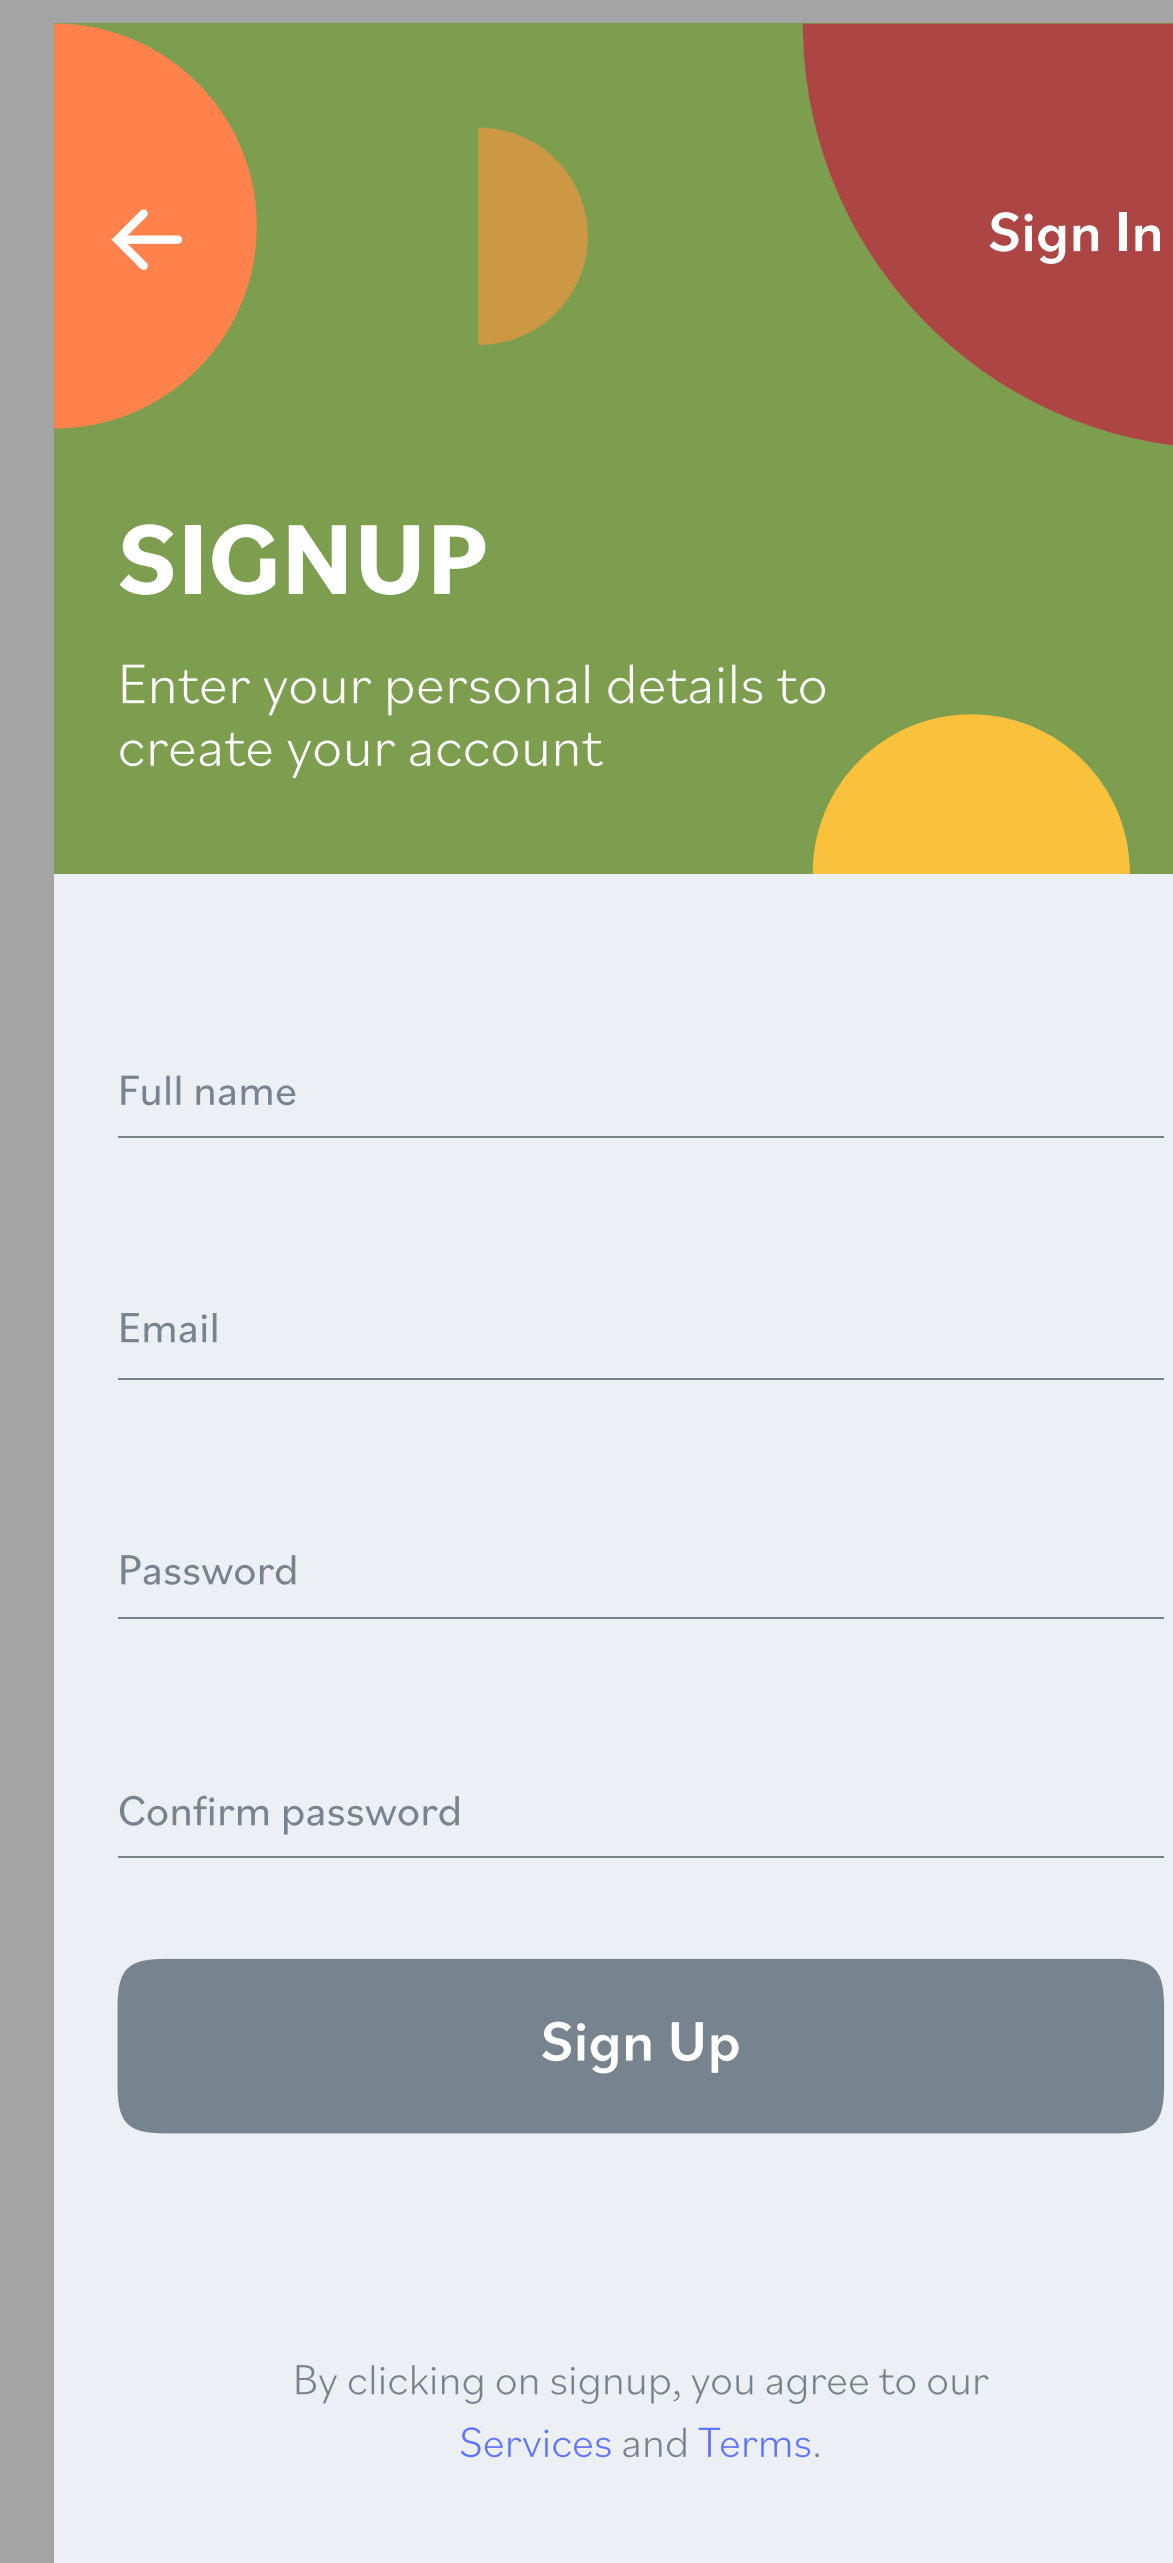 Sign In
SIGNUP
Enter your personal details to
create your account
Full name
Email
Password
Confirm password
Sign Up
By clicking on signup, you agree to our
Services and Terms.